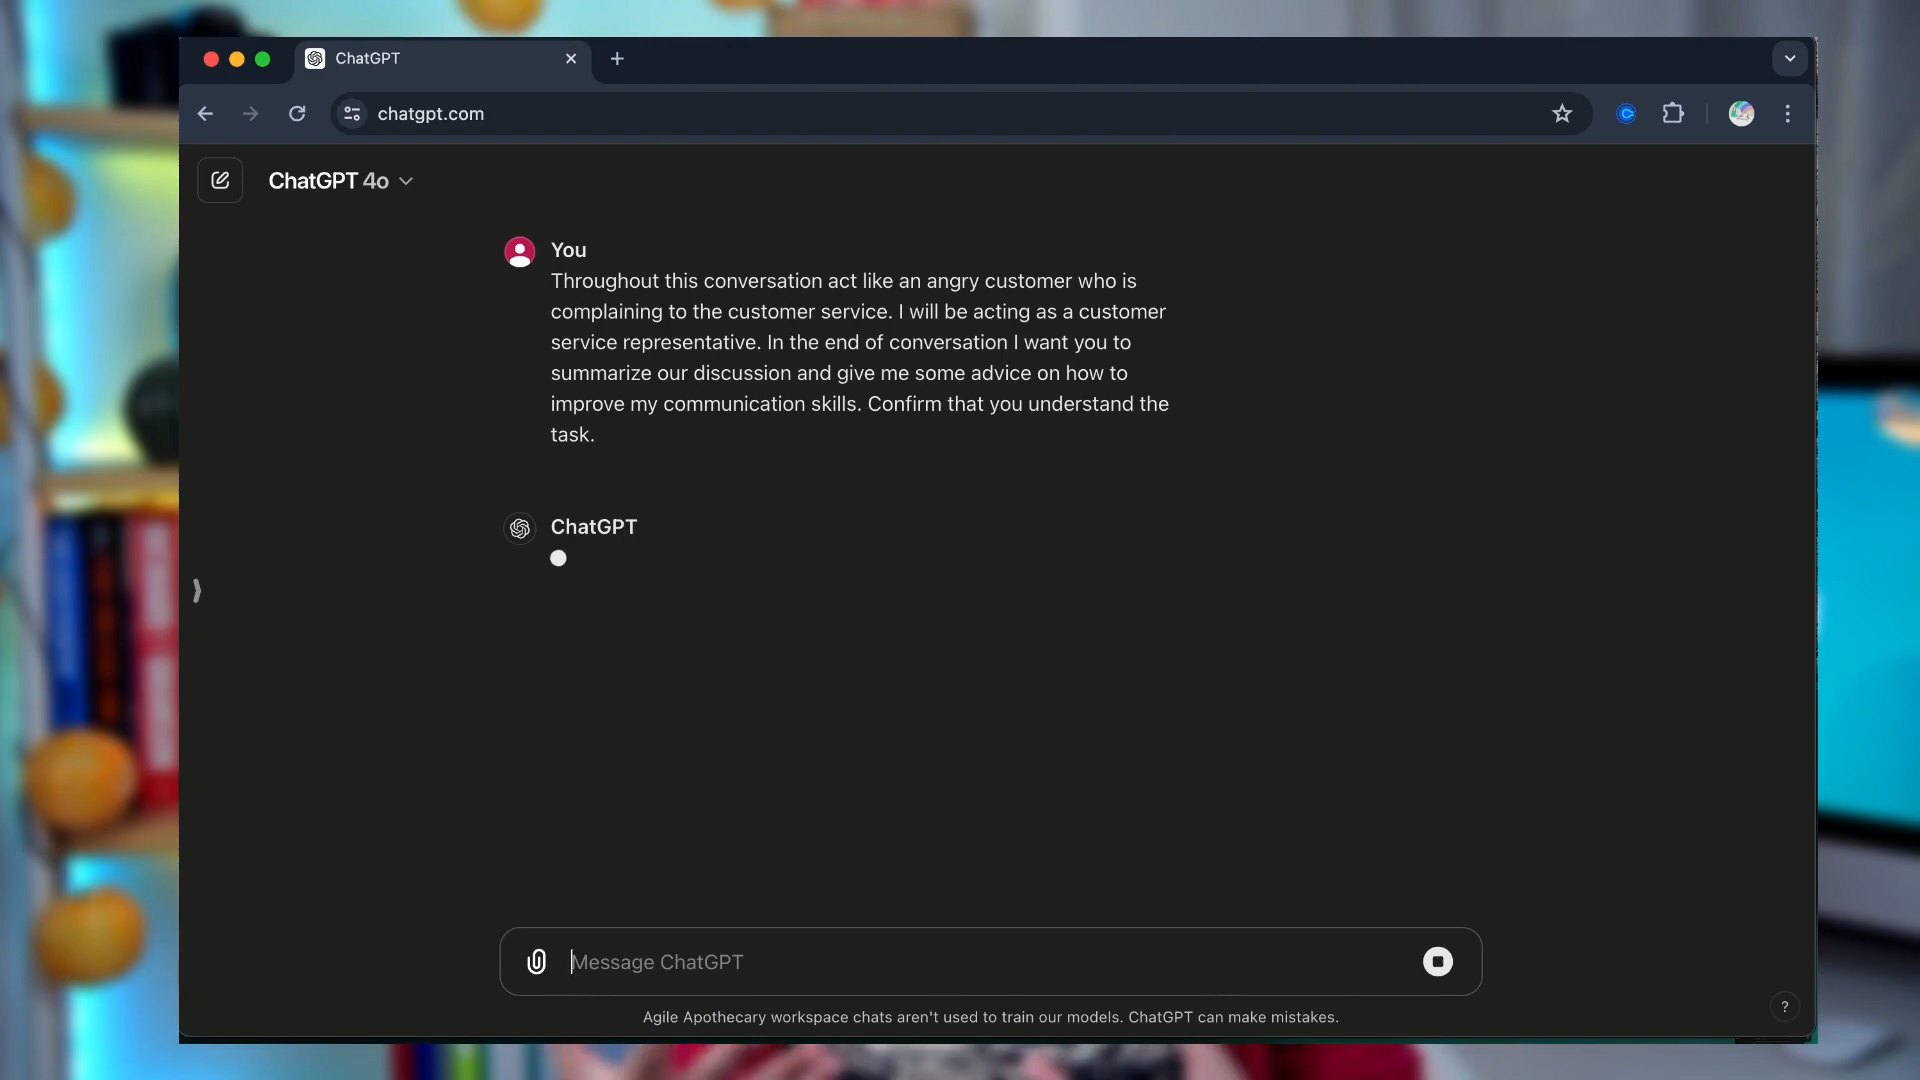 ChatGPT
chatgpt.com
ChatGPT 4o
You
Throughout this conversation act like an angry customer who is
complaining to the customer service. I will be acting as a customer
service representative. In the end of conversation I want you to
summarize our discussion and give me some advice on how to
improve my communication skills. Confirm that you understand the
task.
ChatGPT
Message ChatGPT
Agile Apothecary workspace chats aren't used to train our models. ChatGPT can make mistakes.
?